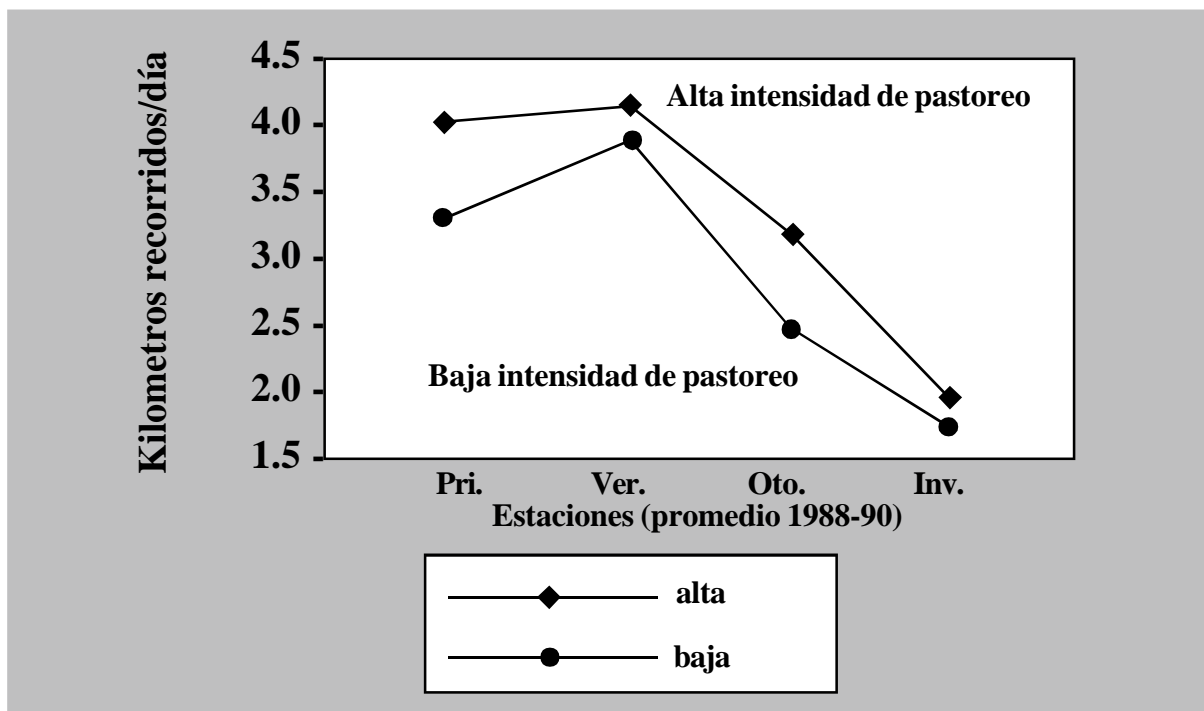 Kilometros recorridos/día
4.5
4.0
3.5
3.0
2.5
2.0
1.5
Alta intensidad de pastoreo
Baja intensidad de pastoreo
Pri. Ver. Oto. Inv.
Estaciones (promedio 1988-90)
alta
baja